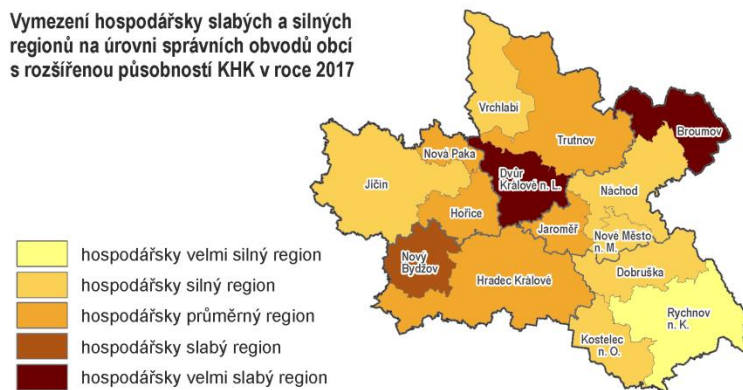 Vymezení hospodářsky slabých a silných
regionů na úrovni správních obvodů obcí
s rozšířenou působností KHK v roce 2017
Vrchlabí
Trutnov
Broumov
Nová Paka
Dvůr
Králové n. L.
Jičín
Náchod
Hořice
Jaroměř
Nové Město
n. M.
Nový
Bydžov
Dobruška
Hradec Králové
Rychnov
n. K.
Kostelec
n. O.
hospodářsky velmi silný region
hospodářsky silný region
hospodářsky průměrný region
hospodářsky slabý region
hospodářsky velmi slabý region